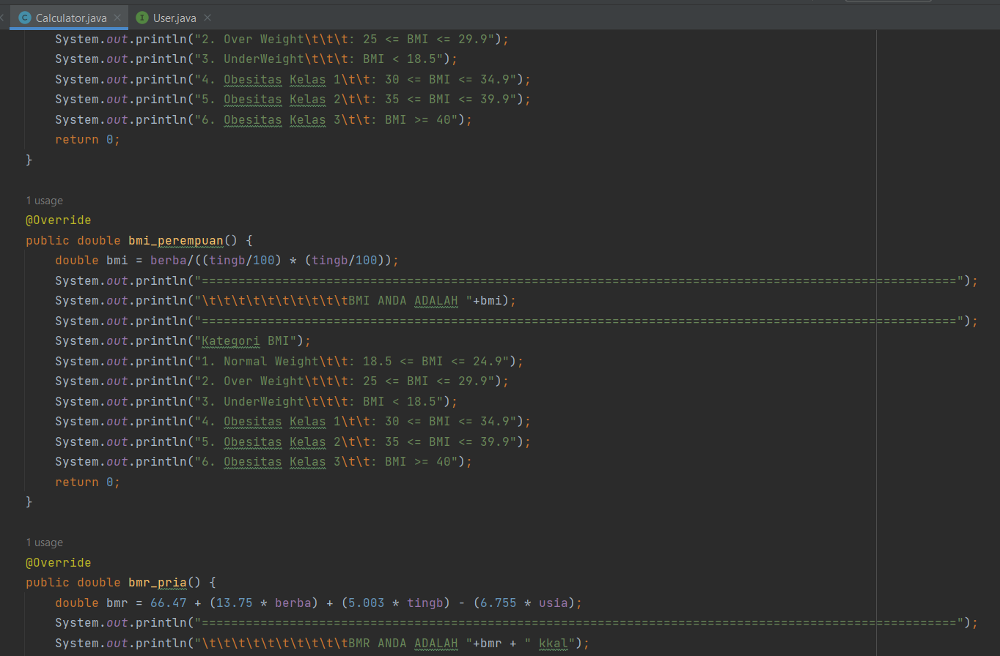 Calculator.java User.java
System.out.println("2. Over Weight\t\t\t: 25 <= BMI <= 29.9");
System.out.println("3. UnderWeight\t\t\t: BMI < 18.5");
System.out.println("4. Obesitas Kelas 1\t\t: 30 <= BMI <= 34.9");
System.out.println("5. Obesitas Kelas 2\t\t: 35 <= BMI <= 39.9");
System.out.println("6. Obesitas Kelas 3\t\t: BMI >= 40");
return 0;
}
1 usage
@Override
public double bmi_perempuan() {
double bmi = berba/((tingb/100) * (tingb/100));
System.out.println("=======================================================================================================");
System.out.println("\t\t\t\t\t\t\t\t\t\tBMI ANDA ADALAH "+bmi);
System.out.println("=======================================================================================================");
System.out.println("Kategori BMI");
System.out.println("1. Normal Weight\t\t: 18.5 <= BMI <= 24.9");
System.out.println("2. Over Weight\t\t\t: 25 <= BMI <= 29.9");
System.out.println("3. UnderWeight\t\t\t: BMI < 18.5");
System.out.println("4. Obesitas Kelas 1\t\t: 30 <= BMI <= 34.9");
System.out.println("5. Obesitas Kelas 2\t\t: 35 <= BMI <= 39.9");
System.out.println("6. Obesitas Kelas 3\t\t: BMI >= 40");
return 0;
}
1 usage
@Override
public double bmr_pria() {
double bmr = 66.47 + (13.75 * berba) + (5.003 * tingb) - (6.755 * usia);
System.out.println("=======================================================================================================");
System.out.println("\t\t\t\t\t\t\t\t\t\tBMR ANDA ADALAH "+bmr + " kkal");